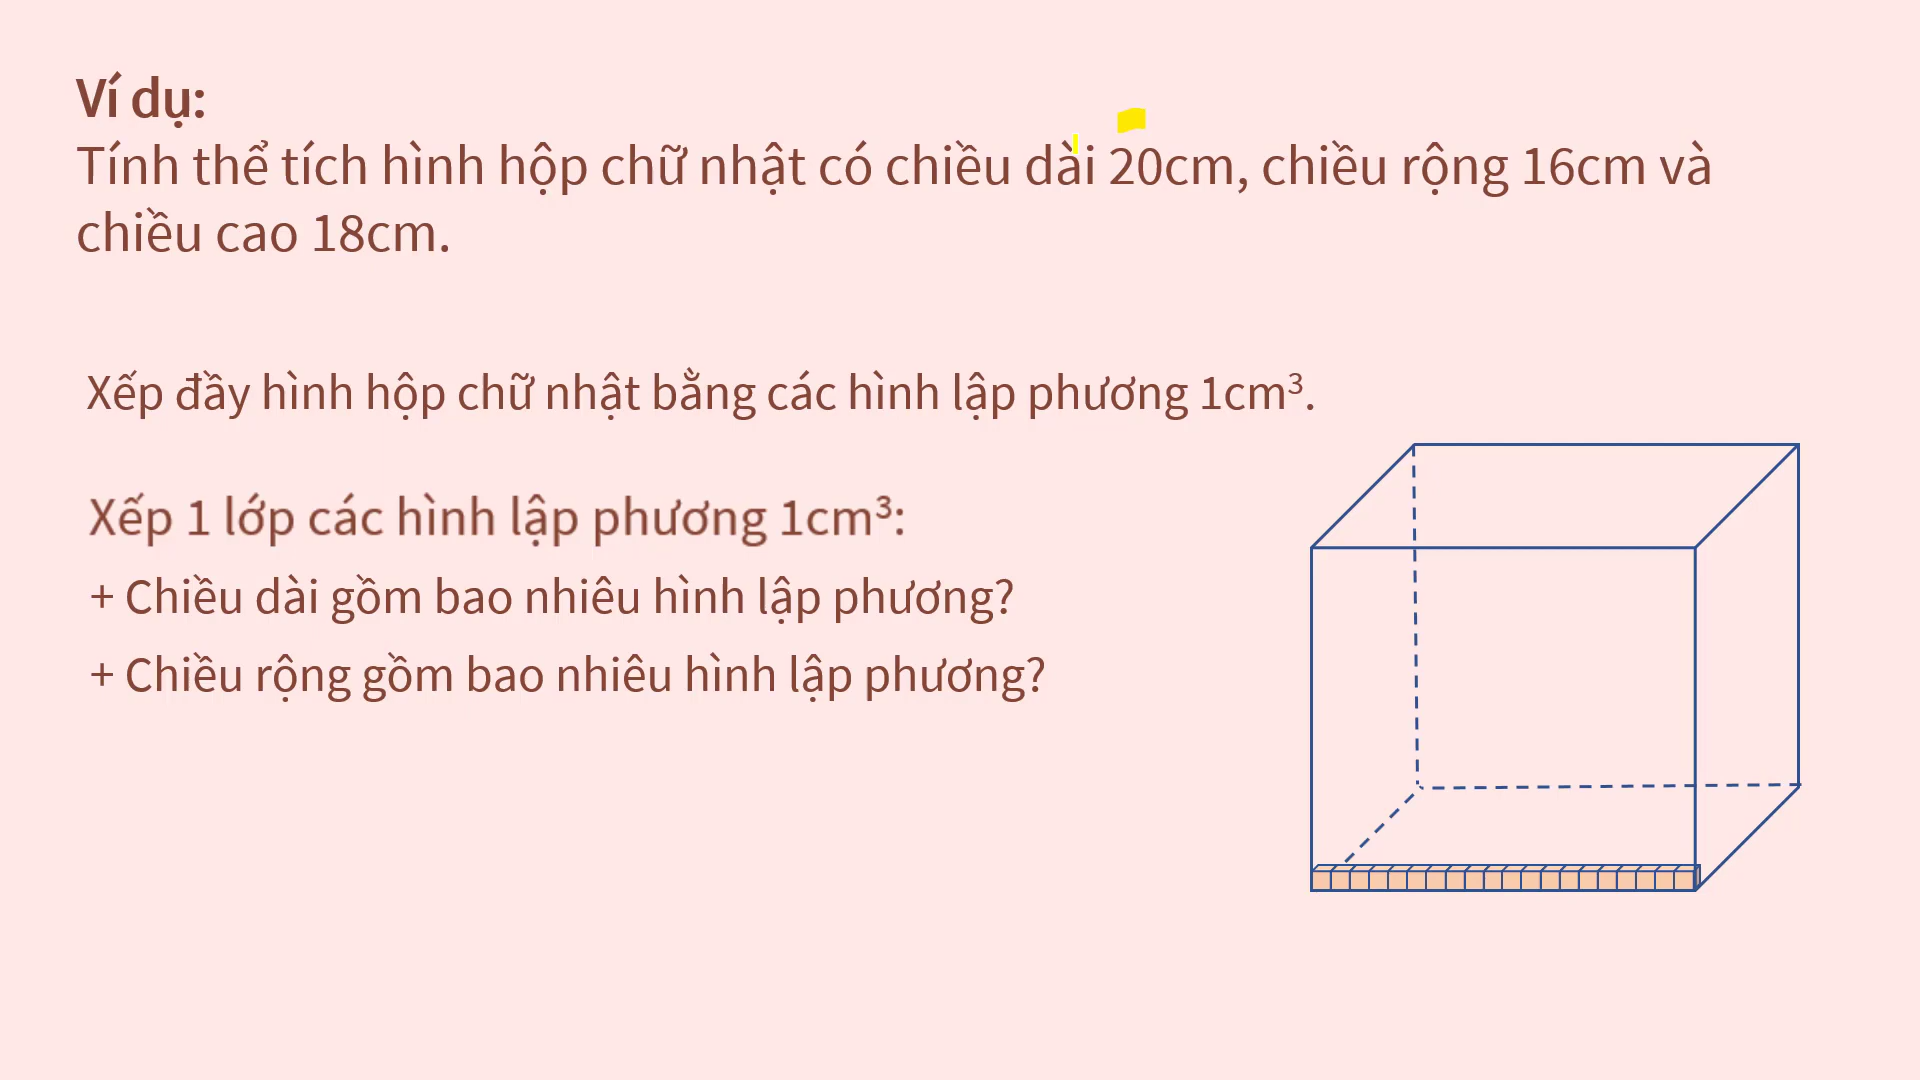 Ví dụ:
Tính thể tích hình hộp chữ nhật có chiều dài 20cm, chiều rộng 16cm và
chiều cao 18cm.
Xếp đầy hình hộp chữ nhật bằng các hình lập phương 1cm³.
Xếp 1 lớp các hình lập phương 1cm³:
+ Chiều dài gồm bao nhiêu hình lập phương?
+ Chiều rộng gồm bao nhiêu hình lập phương?